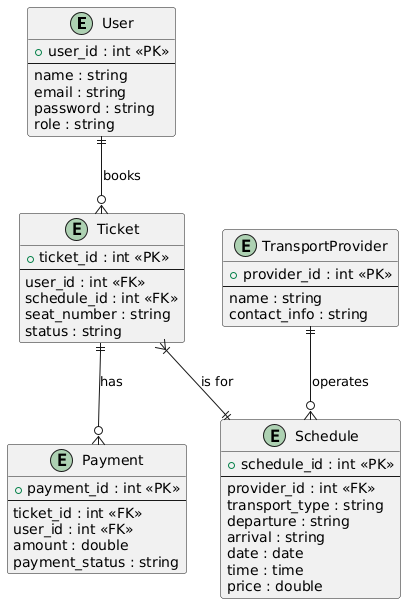 E User
+ user_id : int «PK»
name : string
email : string
password : string
role : string
books
E Ticket
+ ticket_id : int «PK»
user_id : int «FK»
schedule_id : int «FK»
seat_number : string
status : string
E TransportProvider
+ provider_id : int «PK»
name : string
contact_info : string
has
is for
operates
E Payment
+ payment_id : int «PK»
ticket_id : int «FK»
user_id : int «FK»
amount : double
payment_status : string
E Schedule
+ schedule_id : int «PK»
provider_id : int «FK»
transport_type : string
departure : string
arrival : string
date : date
time : time
price : double